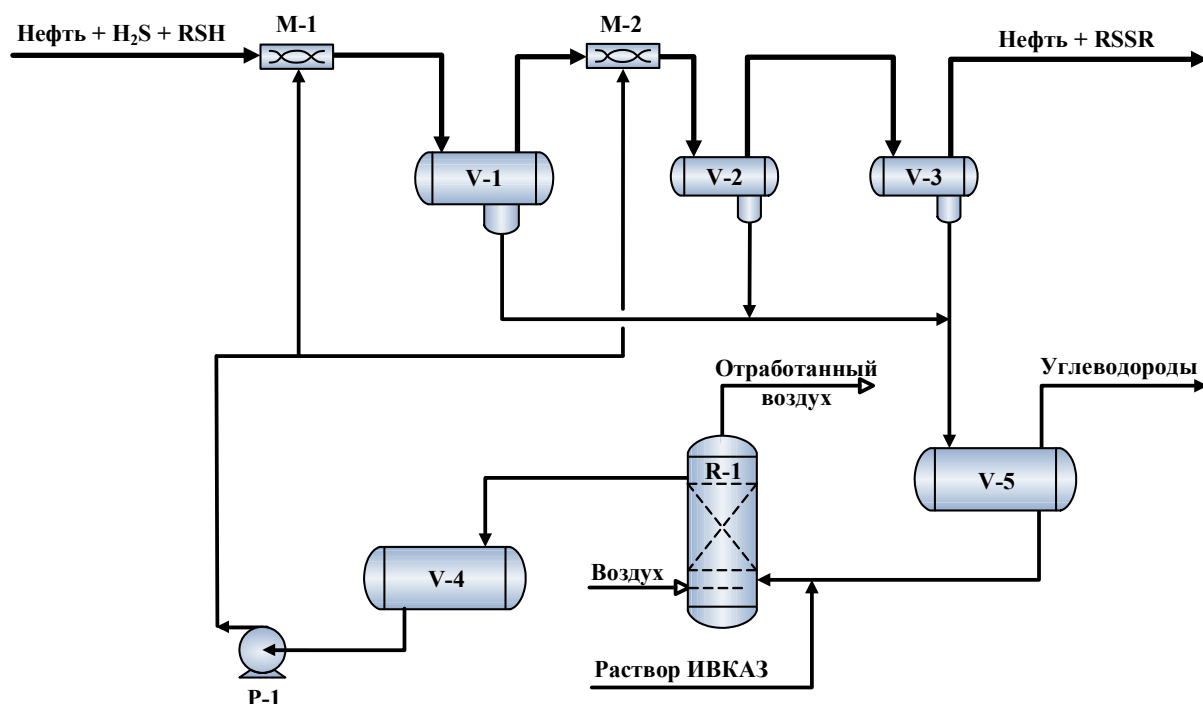 Нефть + H₂S + RSH
M-1
M-2
Нефть + RSSR
V-1
V-2
V-3
Отработанный
воздух
Углеводороды
R-1
V-5
V-4
Воздух
Раствор ИВКАЗ
P-1